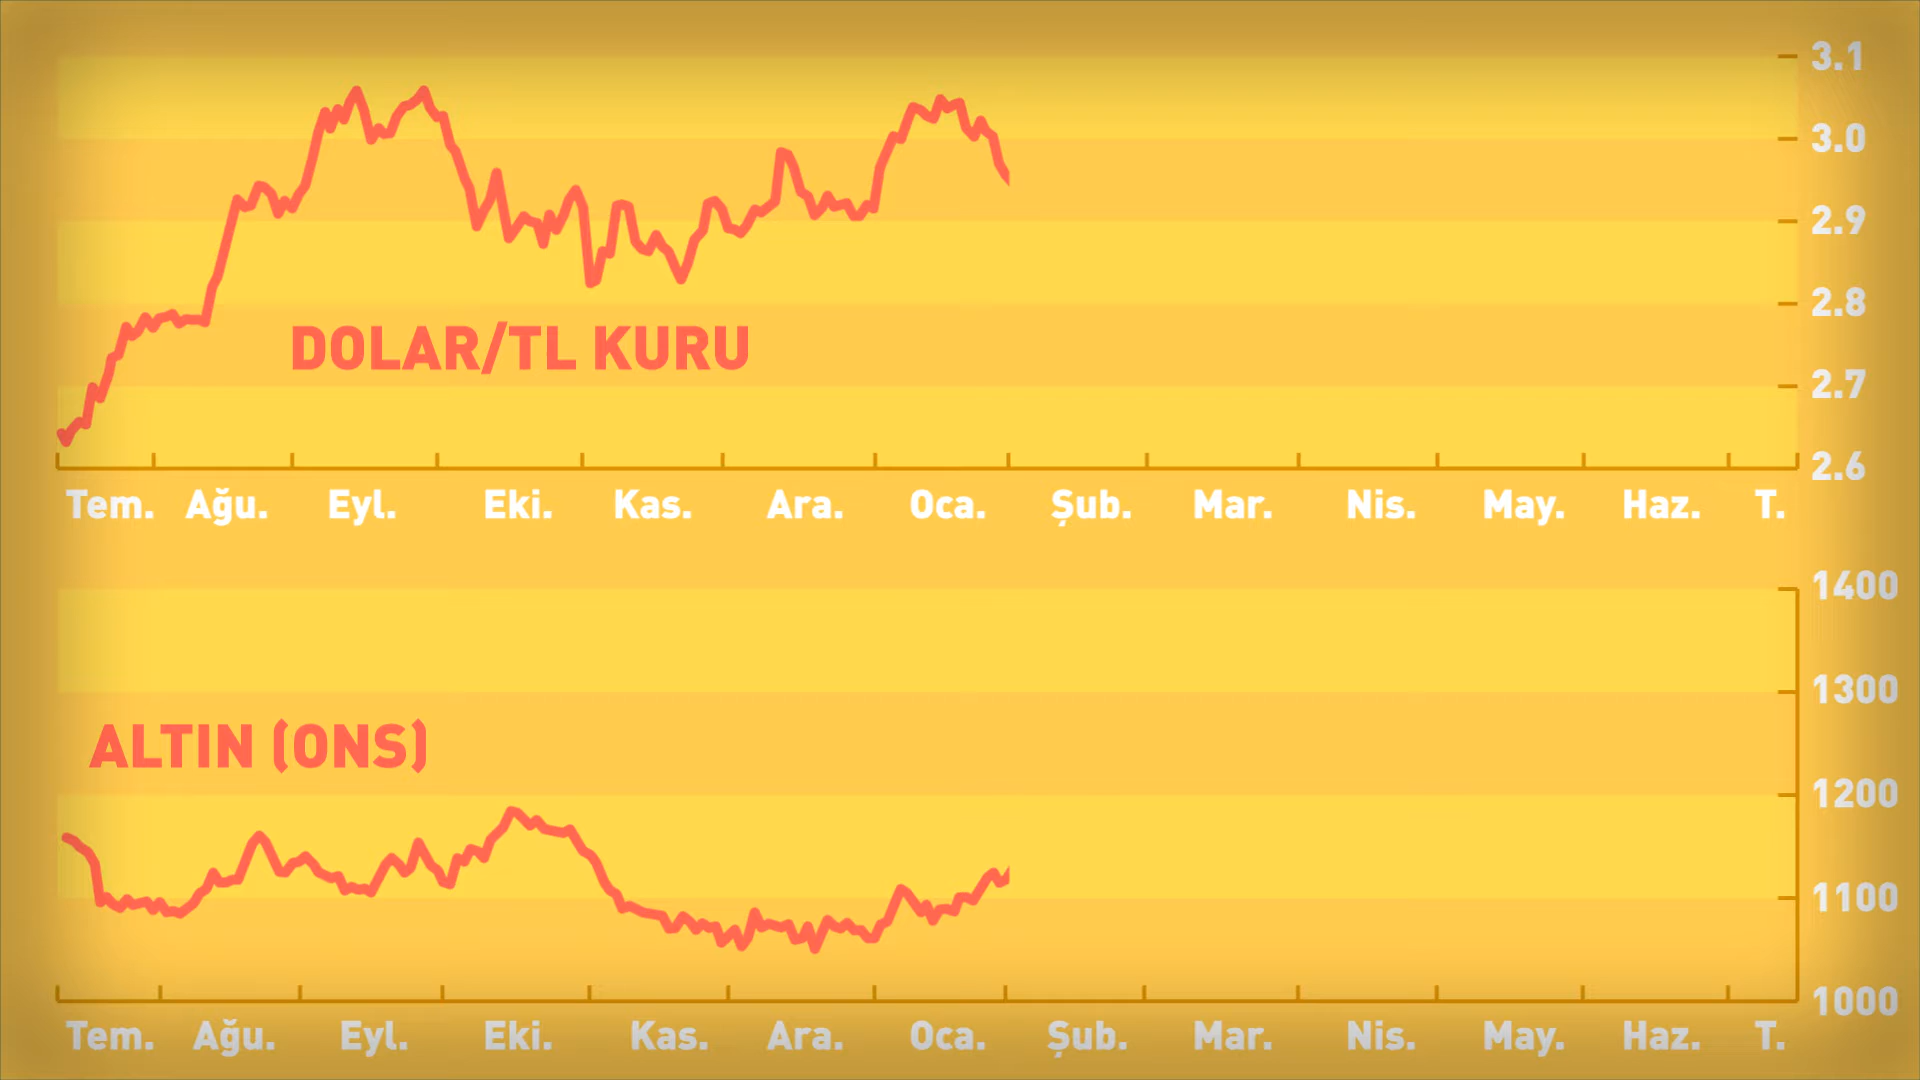 3.1
3.0
2.9
2.8
DOLAR/TL KURU
2.7
2.6
Tem. Ağu. Eyl. Eki. Kas. Ara. Oca. Şub. Mar. Nis. May. Haz. T.
1400
1300
ALTIN (ONS)
1200
1100
1000
Tem. Ağu. Eyl. Eki. Kas. Ara. Oca. Şub. Mar. Nis. May. Haz. T.